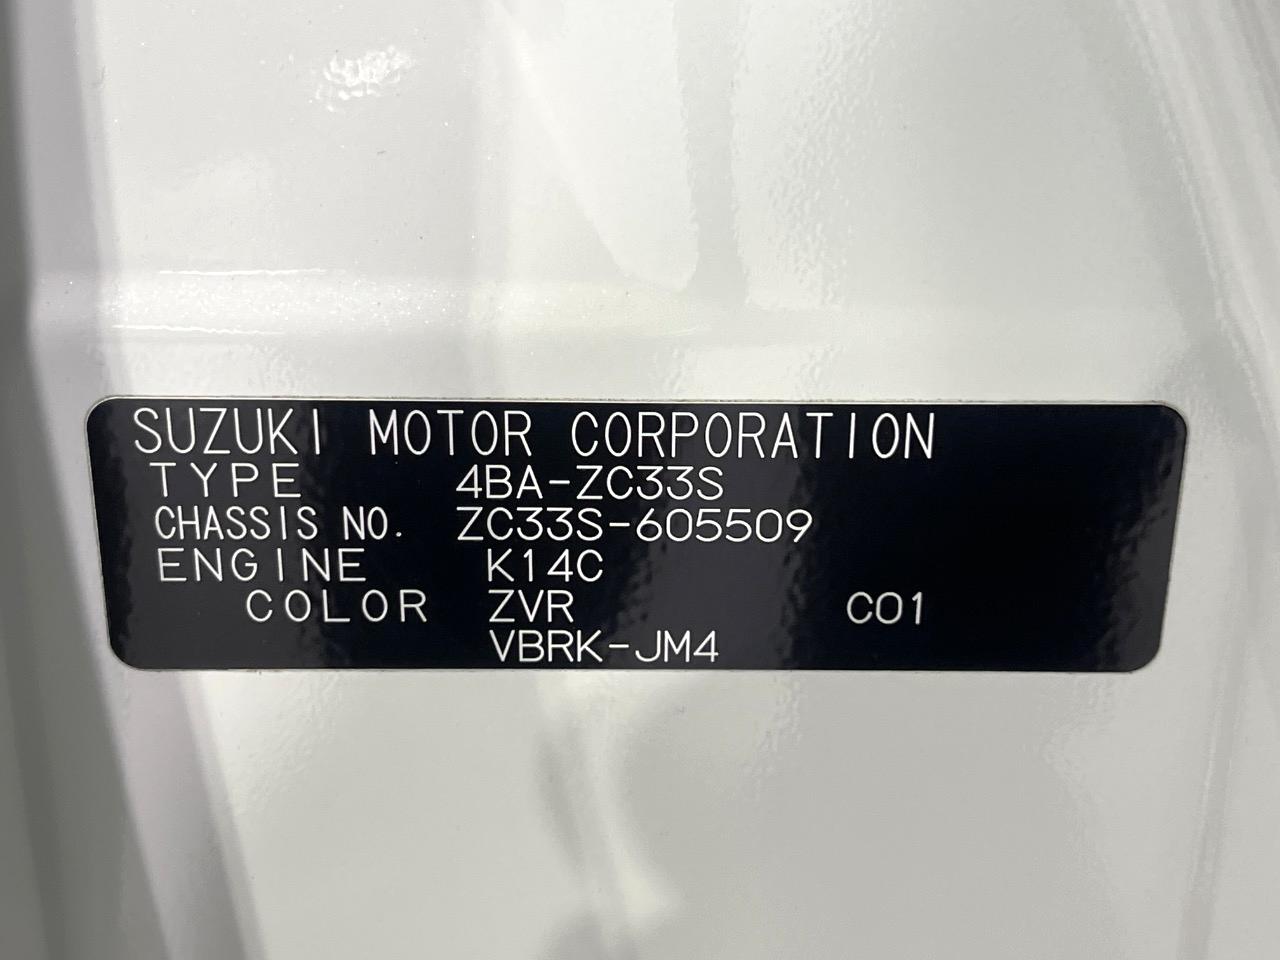 SUZUKI MOTOR CORPORATION
TYPE 4BA-ZC33S
CHASSIS NO. ZC33S-605509
ENGINE K14C
COLOR ZVR C01
VBRK-JM4